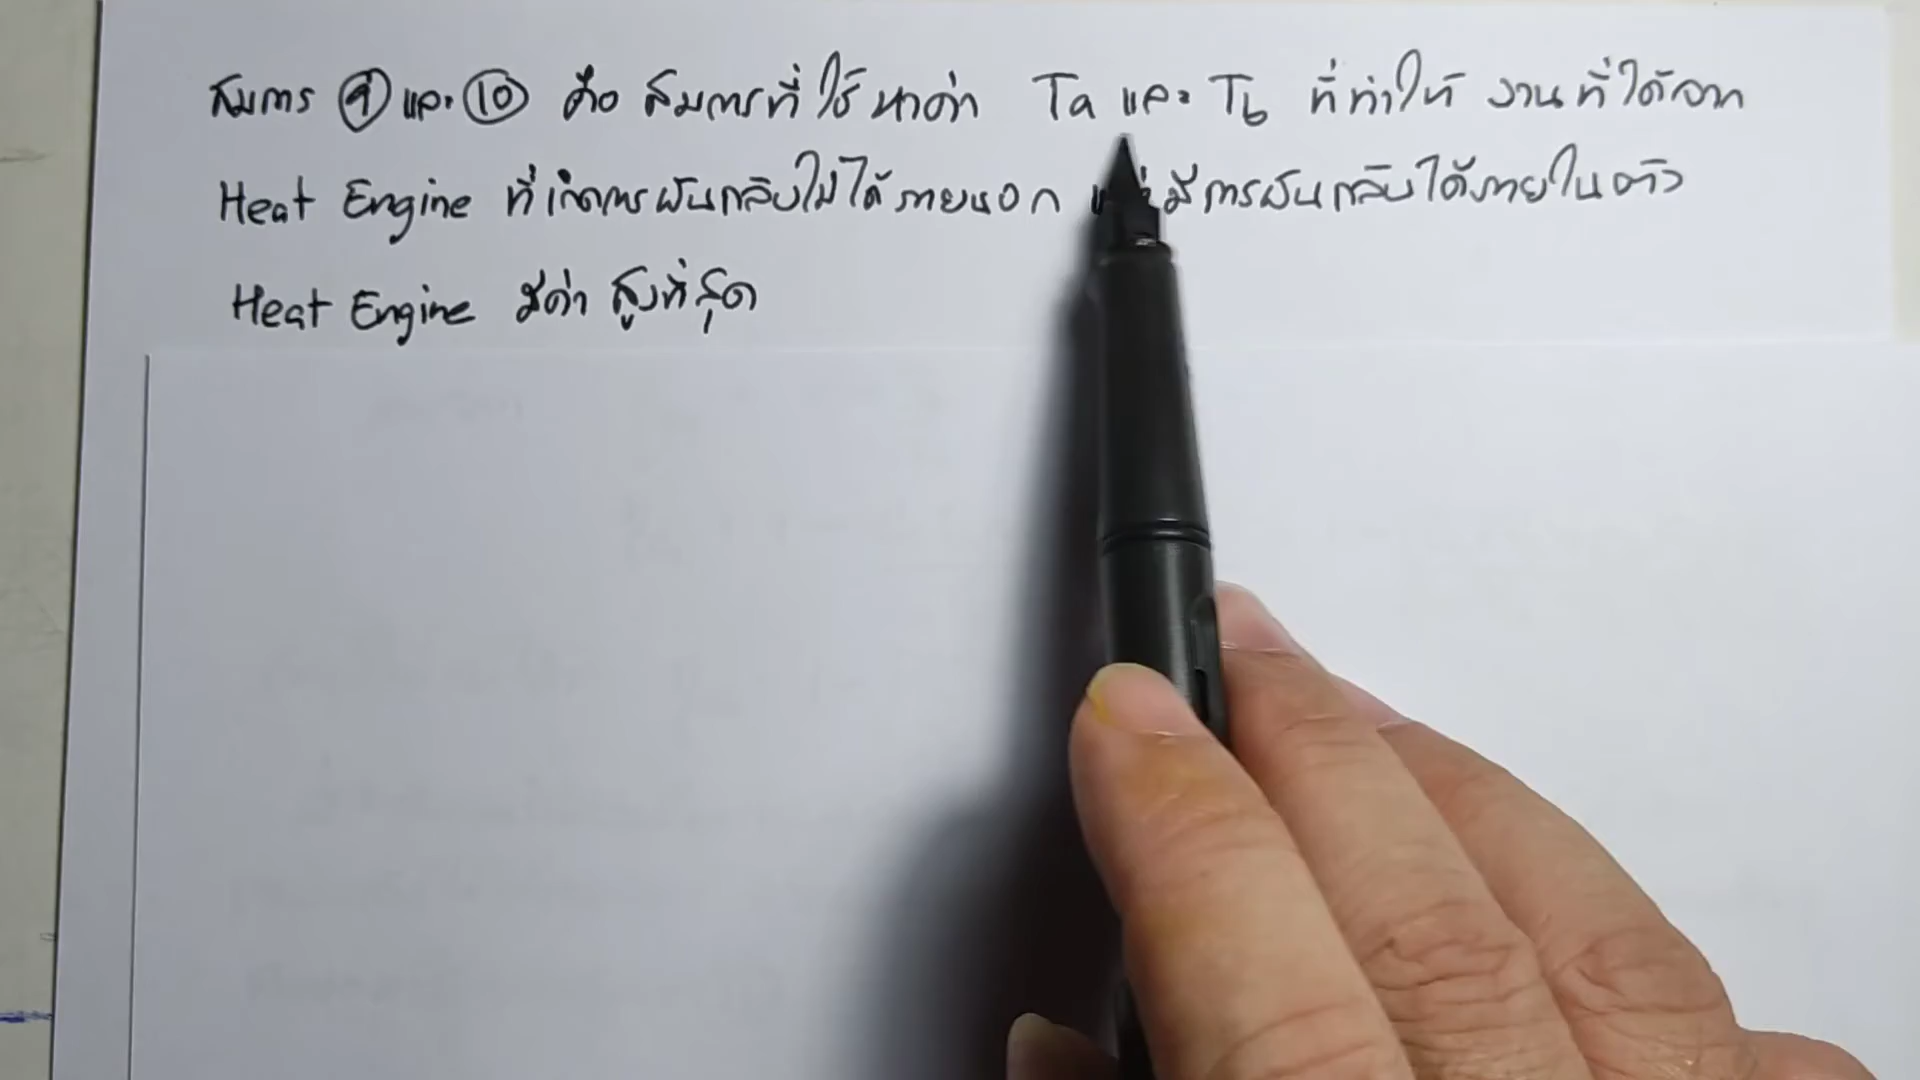 สมการ ⑨ และ ⑩ คือ สมการที่ใช้หาค่า Ta และ Tb ที่ทำให้ งานที่ได้จาก
Heat Engine ที่เกิดการผันกลับไม่ได้ภายนอก มีการผันกลับได้ภายในตัว
Heat Engine มีค่า สูงที่สุด